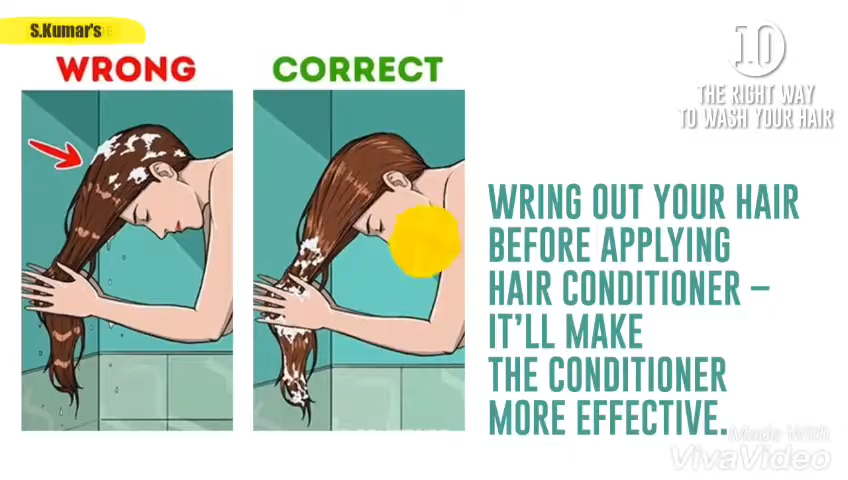 S.Kumar's
WRONG
CORRECT
10
THE RIGHT WAY
TO WASH YOUR HAIR
WRING OUT YOUR HAIR
BEFORE APPLYING
HAIR CONDITIONER –
IT'LL MAKE
THE CONDITIONER
MORE EFFECTIVE.
Made With
VivaVideo